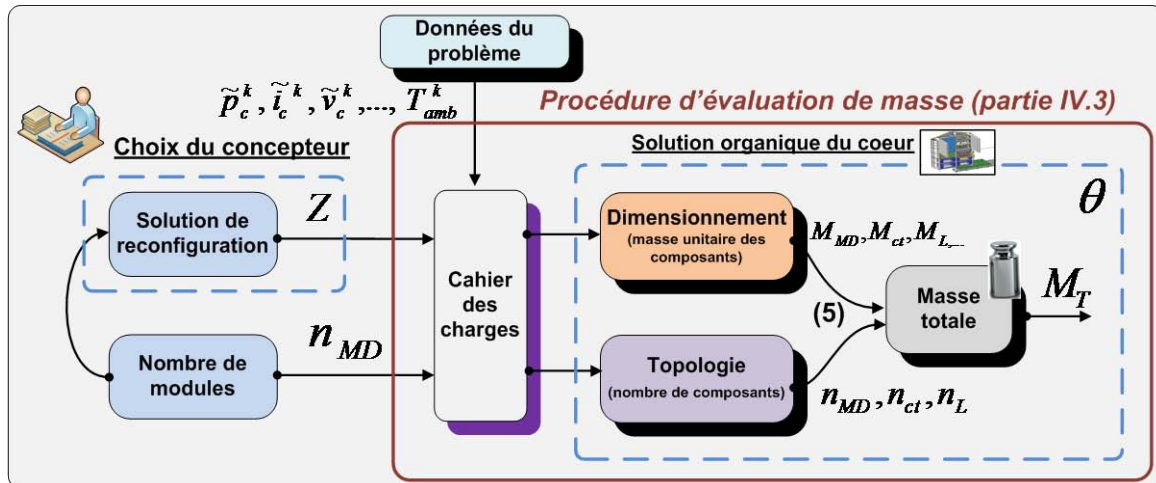 Données du
problème
p̃_c^k, ĩ_c^k, ṽ_c^k,..., T_amb^k
Procédure d'évaluation de masse (partie IV.3)
Choix du concepteur
Solution organique du coeur
Solution de
reconfiguration
Z
Nombre de
modules
n_MD
Cahier
des
charges
θ
Dimensionnement
(masse unitaire des
composants)
M_MD, M_ct, M_L,...
Topologie
(nombre de composants)
n_MD, n_ct, n_L
(5)
Masse
totale
M_T